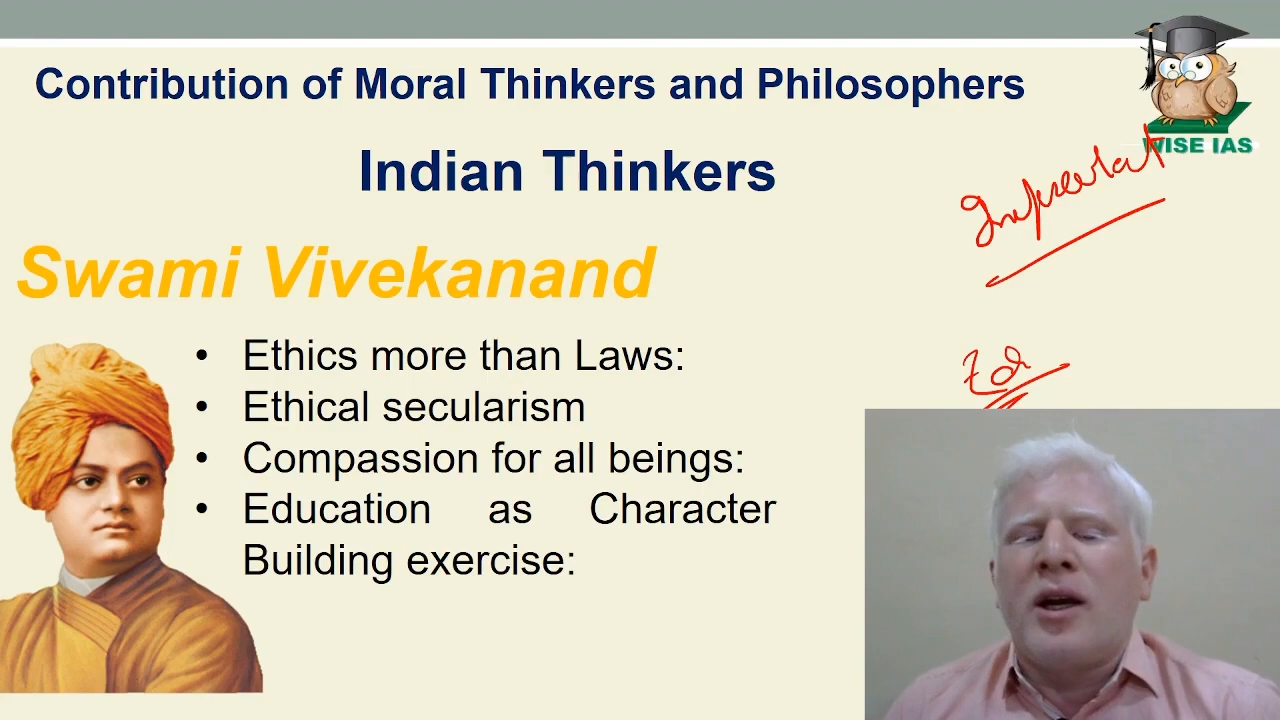 Contribution of Moral Thinkers and Philosophers
WISE IAS
Indian Thinkers
Important
Swami Vivekanand
• Ethics more than Laws:
• Ethical secularism
• Compassion for all beings:
• Education as Character
Building exercise: